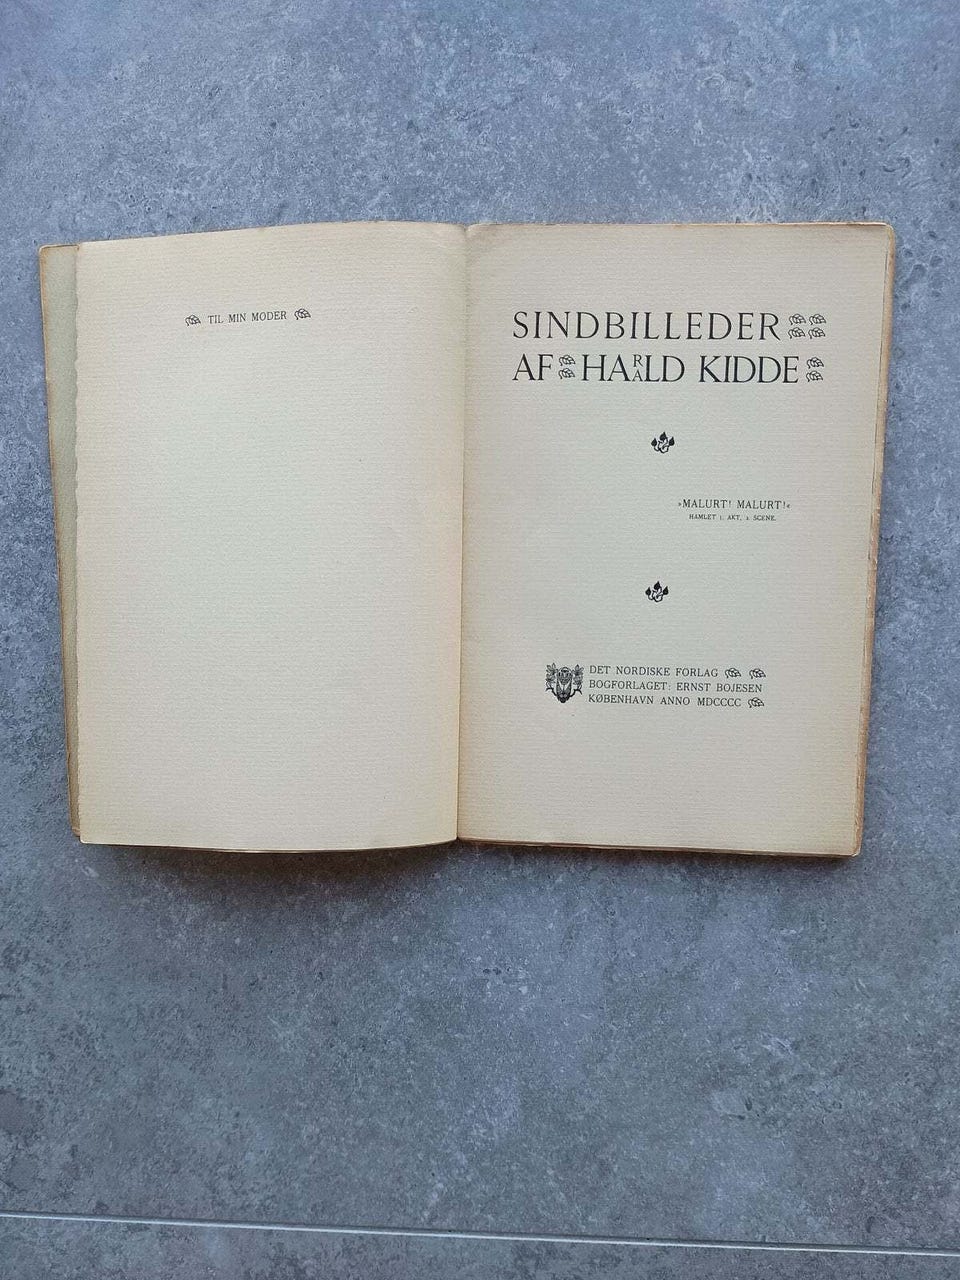 TIL MIN MODER
SINDBILLEDER
AF HARALD KIDDE
»MALURT! MALURT!«
HAMLET 3. AKT, 2. SCENE.
DET NORDISKE FORLAG
BOGFORLAGET: ERNST BOJESEN
KØBENHAVN ANNO MDCCCC